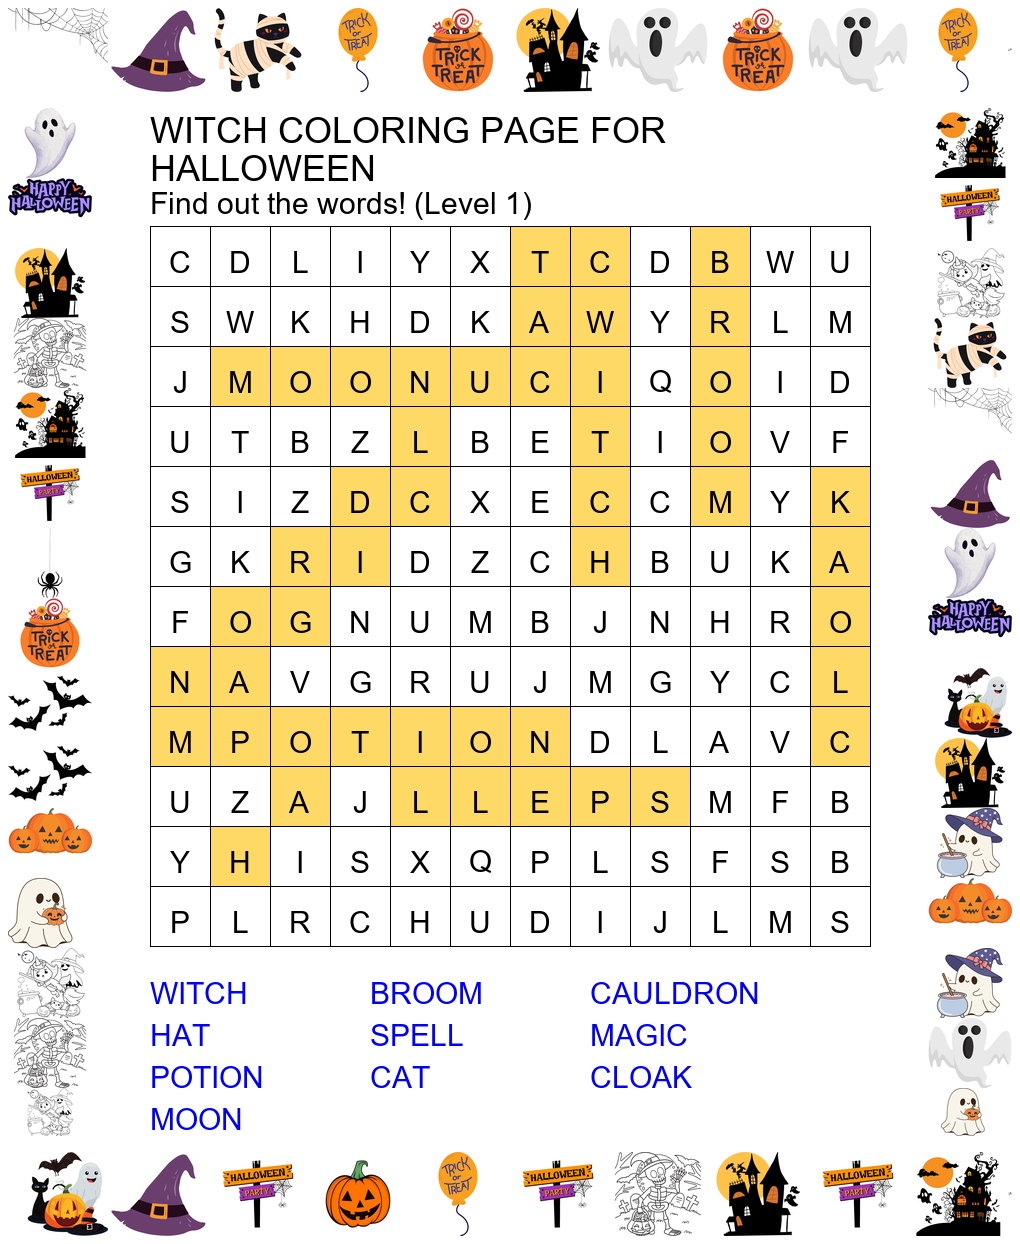 TRICK
or
TREAT
TRICK
or
TREAT
TRICK
or
TREAT
TRICK
or
TREAT
HAPPY
HALLOWEEN
WITCH COLORING PAGE FOR
HALLOWEEN
Find out the words! (Level 1)
HALLOWEEN
PARTY
C D L I Y X T C D B W U
S W K H D K A W Y R L M
J M O O N U C I Q O I D
U T B Z L B E T I O V F
S I Z D C X E C C M Y K
G K R I D Z C H B U K A
F O G N U M B J N H R O
N A V G R U J M G Y C L
M P O T I O N D L A V C
U Z A J L L E P S M F B
Y H I S X Q P L S F S B
P L R C H U D I J L M S
HALLOWEEN
PARTY
TRICK
or
TREAT
HAPPY
HALLOWEEN
WITCH BROOM CAULDRON
HAT SPELL MAGIC
POTION CAT CLOAK
MOON
HALLOWEEN
PARTY
TRICK
or
TREAT
HALLOWEEN
PARTY
HALLOWEEN
PARTY